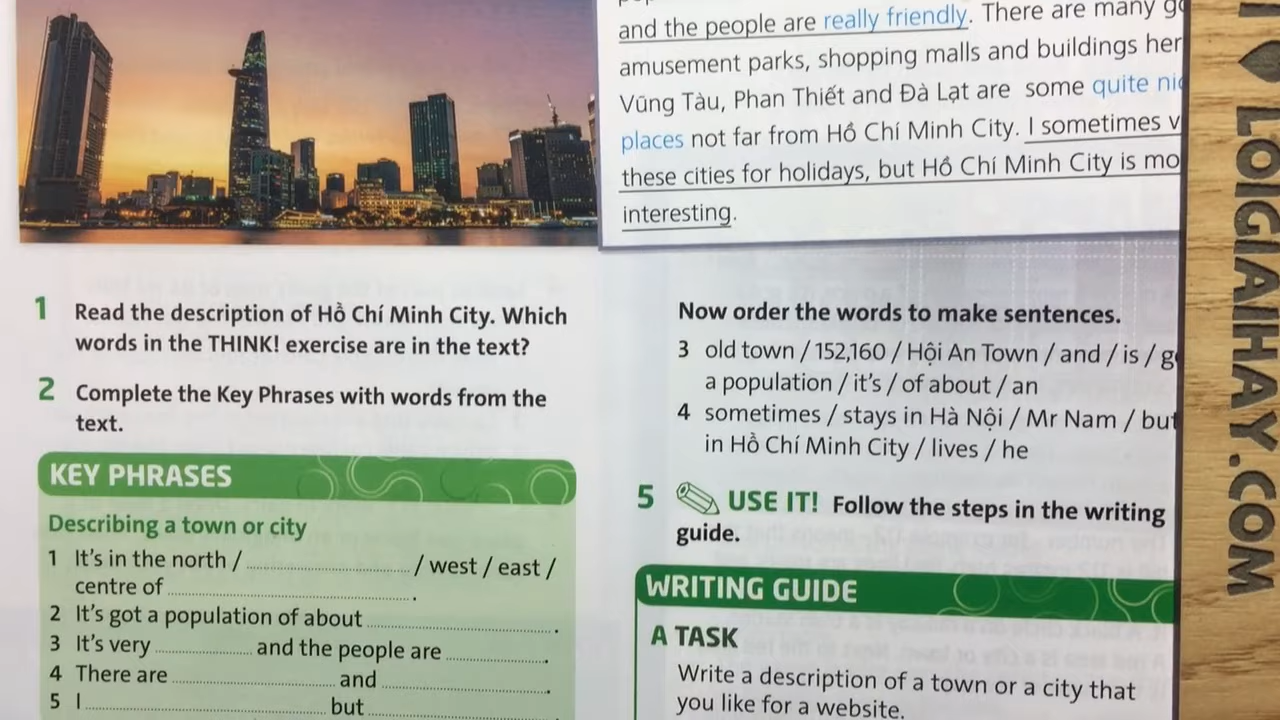 and the people are really friendly. There are many
amusement parks, shopping malls and buildings
Vũng Tàu, Phan Thiết and Đà Lạt are some quite
places not far from Hồ Chí Minh City. I sometimes
these cities for holidays, but Hồ Chí Minh City is
interesting.
1 Read the description of Hồ Chí Minh City. Which
words in the THINK! exercise are in the text?
2 Complete the Key Phrases with words from the
text.
KEY PHRASES
Describing a town or city
1 It's in the north / / west / east /
centre of .
2 It's got a population of about .
3 It's very and the people are .
4 There are and .
5 I but
Now order the words to make sentences.
3 old town / 152,160 / Hội An Town / and / is /
a population / it's / of about / an
4 sometimes / stays in Hà Nội / Mr Nam / but
in Hồ Chí Minh City / lives / he
5 USE IT! Follow the steps in the writing
guide.
WRITING GUIDE
A TASK
Write a description of a town or a city that
you like for a website.
LOIGIAIHAY.COM